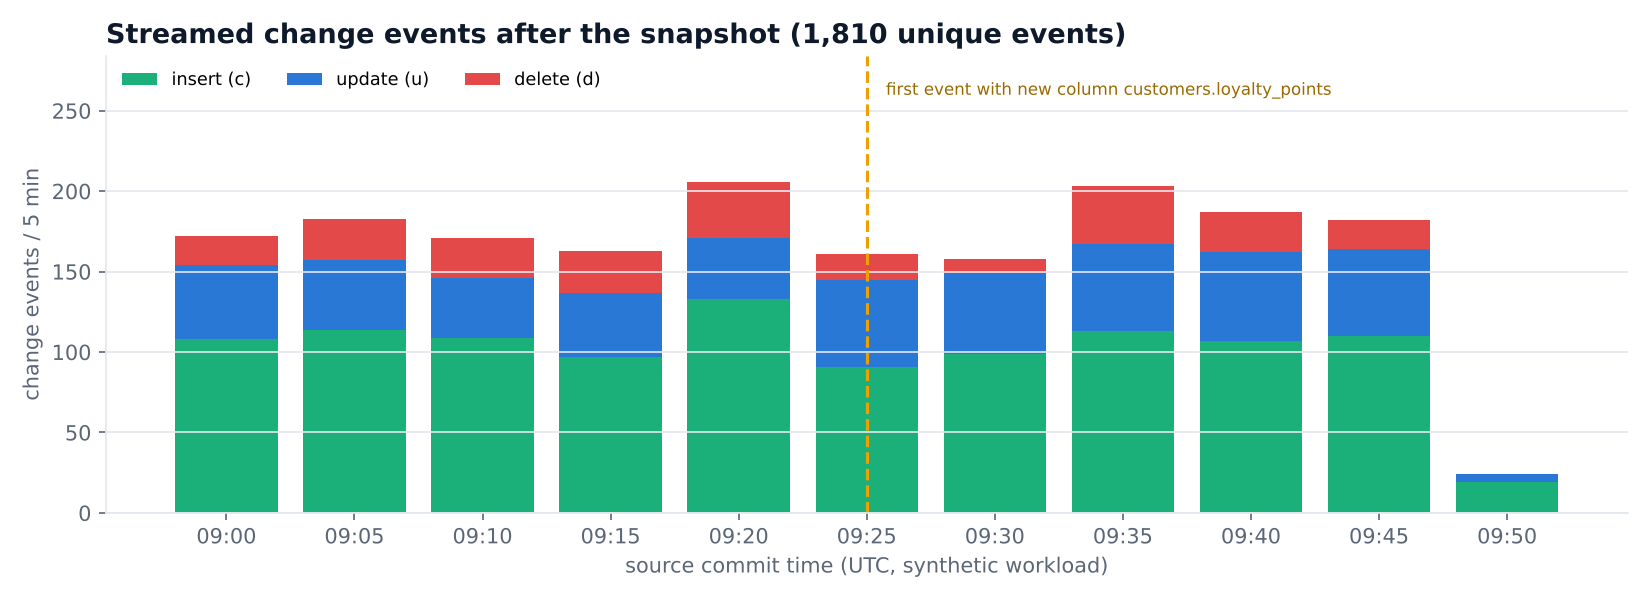 Streamed change events after the snapshot (1,810 unique events)
insert (c) update (u) delete (d)
first event with new column customers.loyalty_points
change events / 5 min
250
200
150
100
50
0
09:00 09:05 09:10 09:15 09:20 09:25 09:30 09:35 09:40 09:45 09:50
source commit time (UTC, synthetic workload)